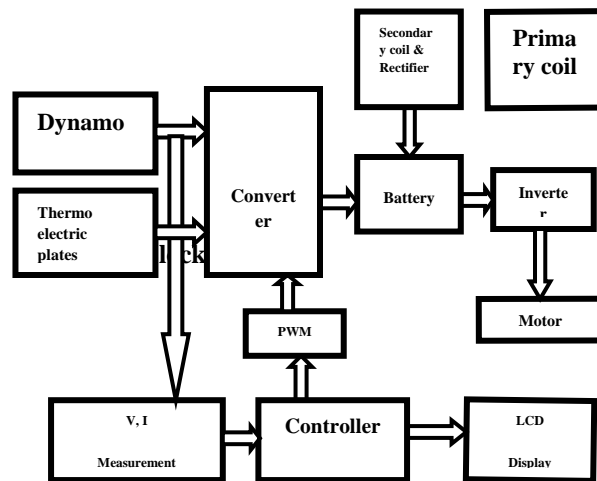 Secondar
y coil &
Rectifier
Prima
ry coil
Dynamo
Convert
er
Battery
Inverte
r
Thermo
electric
plates
lock
Motor
PWM
V, I
Measurement
Controller
LCD
Display